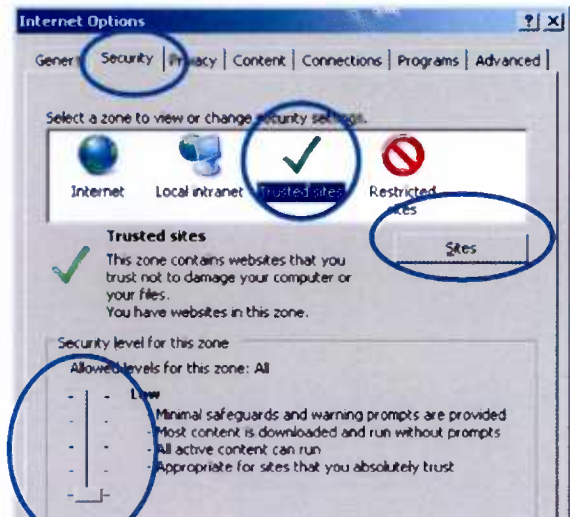 Internet Options ? X
General Security Privacy Content Connections Programs Advanced
Select a zone to view or change security settings.
Internet Local intranet Trusted sites Restricted
sites
Trusted sites
This zone contains websites that you
trust not to damage your computer or
your files.
You have websites in this zone.
Sites
Security level for this zone
Allowed levels for this zone: All
Low
- Minimal safeguards and warning prompts are provided
- Most content is downloaded and run without prompts
- All active content can run
- Appropriate for sites that you absolutely trust